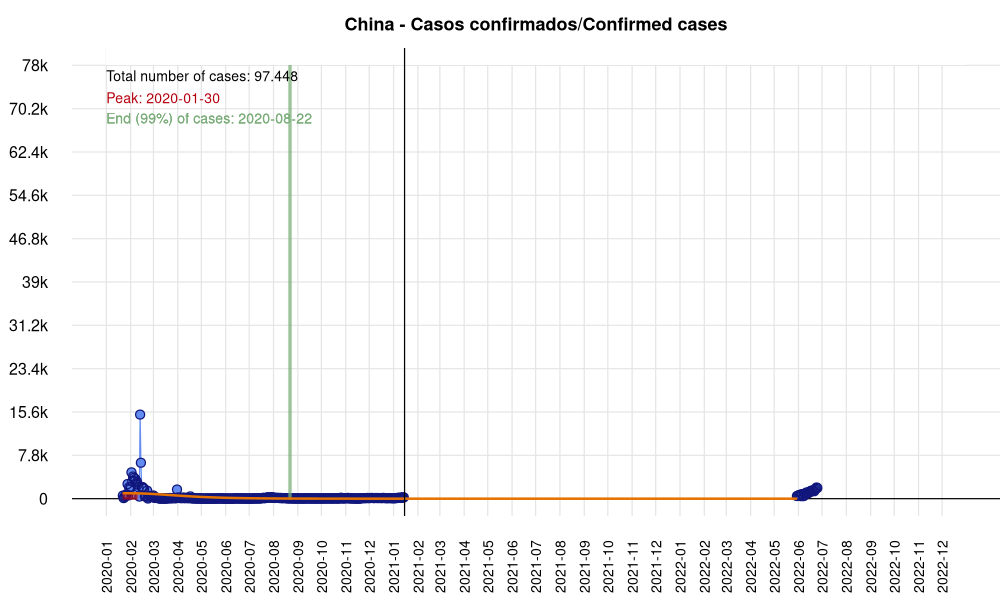 China - Casos confirmados/Confirmed cases
Total number of cases: 97.448
Peak: 2020-01-30
End (99%) of cases: 2020-08-22
78k
70.2k
62.4k
54.6k
46.8k
39k
31.2k
23.4k
15.6k
7.8k
0
2020-01
2020-02
2020-03
2020-04
2020-05
2020-06
2020-07
2020-08
2020-09
2020-10
2020-11
2020-12
2021-01
2021-03
2021-04
2021-05
2021-06
2021-07
2021-08
2021-09
2021-10
2021-11
2021-12
2022-01
2022-02
2022-03
2022-04
2022-05
2022-06
2022-07
2022-08
2022-09
2022-10
2022-11
2022-12